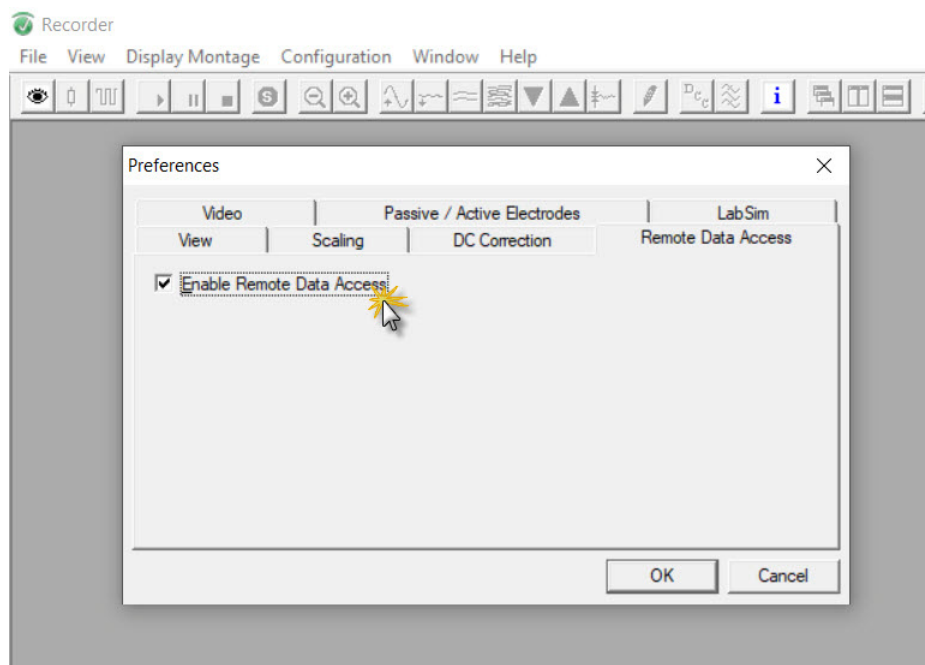 Recorder
File View Display Montage Configuration Window Help
S DCC i
Preferences
Video Passive / Active Electrodes LabSim
View Scaling DC Correction Remote Data Access
Enable Remote Data Access
OK Cancel